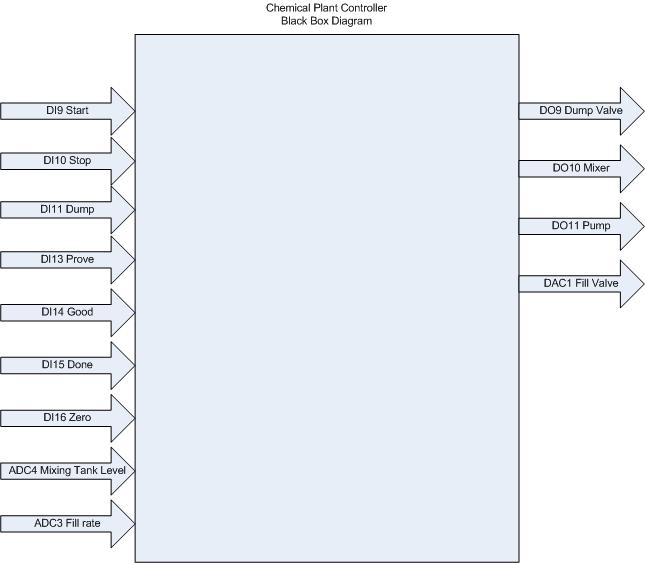 Chemical Plant Controller
Black Box Diagram
DI9 Start
DI10 Stop
DI11 Dump
DI13 Prove
DI14 Good
DI15 Done
DI16 Zero
ADC4 Mixing Tank Level
ADC3 Fill rate
DO9 Dump Valve
DO10 Mixer
DO11 Pump
DAC1 Fill Valve